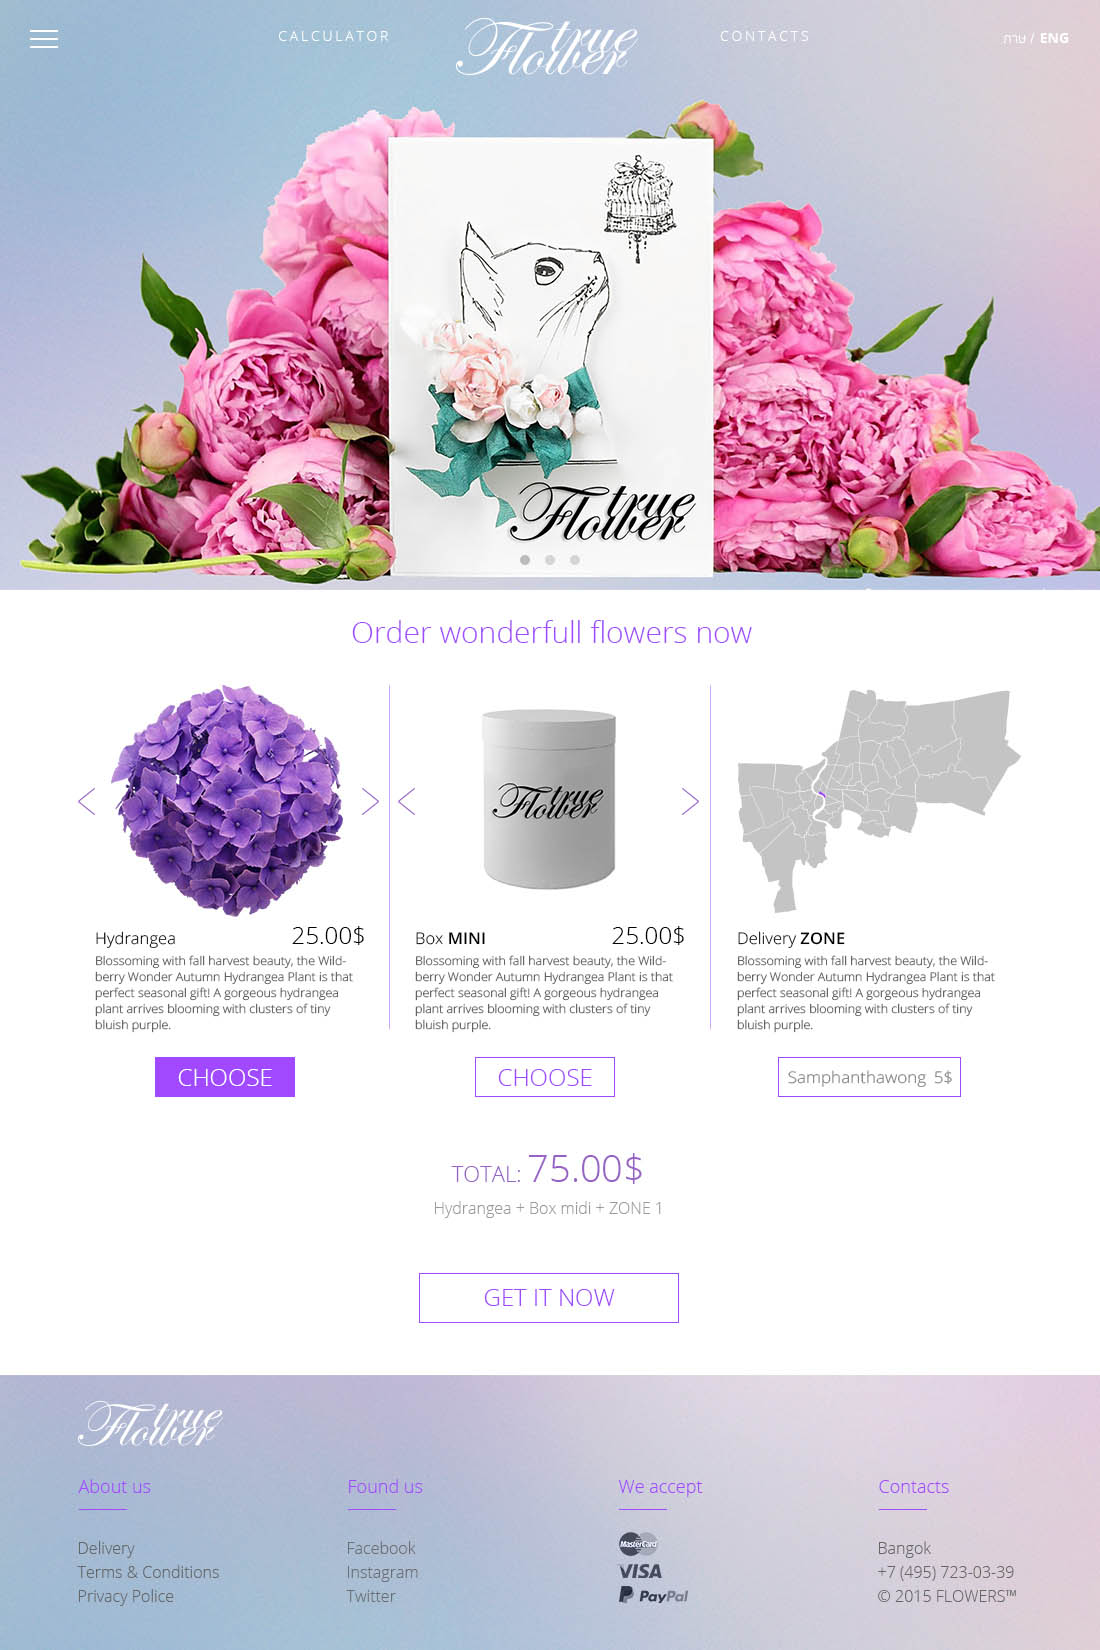 CALCULATOR
true
Flower
CONTACTS
ภาษ / ENG
true
Flower
Order wonderfull flowers now
true
Flower
Hydrangea 25.00$
Blossoming with fall harvest beauty, the Wild-
berry Wonder Autumn Hydrangea Plant is that
perfect seasonal gift! A gorgeous hydrangea
plant arrives blooming with clusters of tiny
bluish purple.
CHOOSE
Box MINI 25.00$
Blossoming with fall harvest beauty, the Wild-
berry Wonder Autumn Hydrangea Plant is that
perfect seasonal gift! A gorgeous hydrangea
plant arrives blooming with clusters of tiny
bluish purple.
CHOOSE
Delivery ZONE
Blossoming with fall harvest beauty, the Wild-
berry Wonder Autumn Hydrangea Plant is that
perfect seasonal gift! A gorgeous hydrangea
plant arrives blooming with clusters of tiny
bluish purple.
Samphanthawong 5$
TOTAL: 75.00$
Hydrangea + Box midi + ZONE 1
GET IT NOW
true
Flower
About us
Delivery
Terms & Conditions
Privacy Police
Found us
Facebook
Instagram
Twitter
We accept
MasterCard
VISA
PayPal
Contacts
Bangok
+7 (495) 723-03-39
© 2015 FLOWERS™